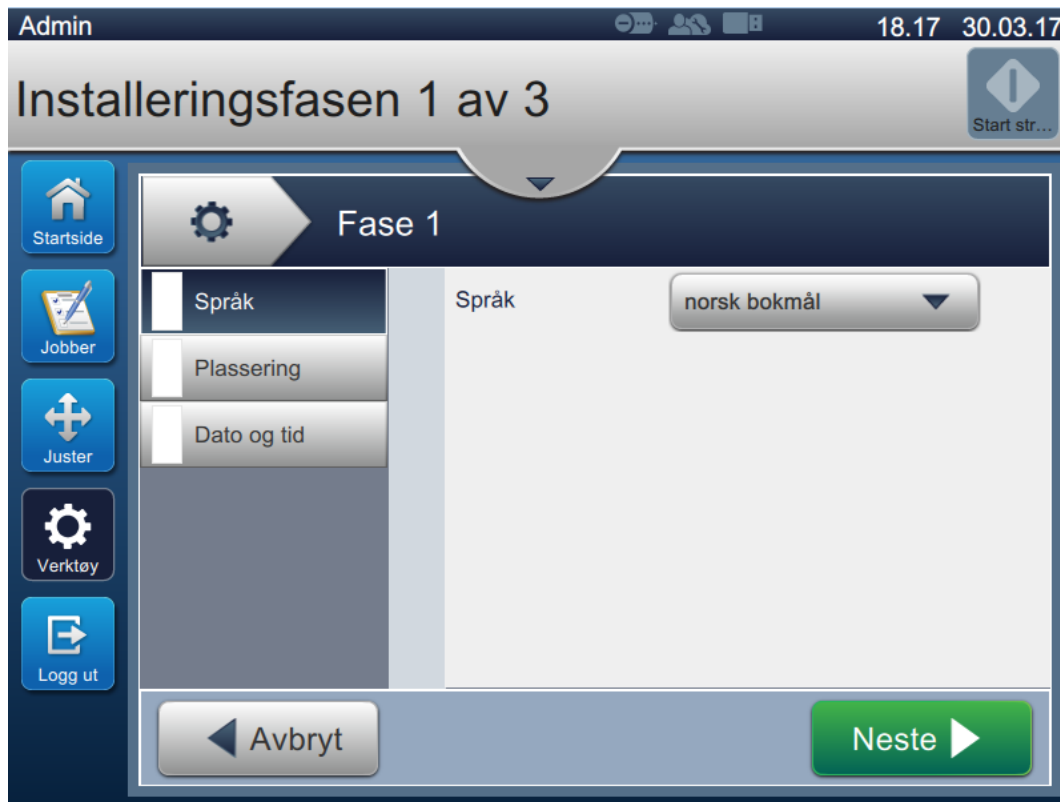 Admin
18.17 30.03.17
Installeringsfasen 1 av 3
Start str...
Startside
Jobber
Juster
Verktøy
Logg ut
Fase 1
Språk
Plassering
Dato og tid
Språk norsk bokmål
Avbryt
Neste